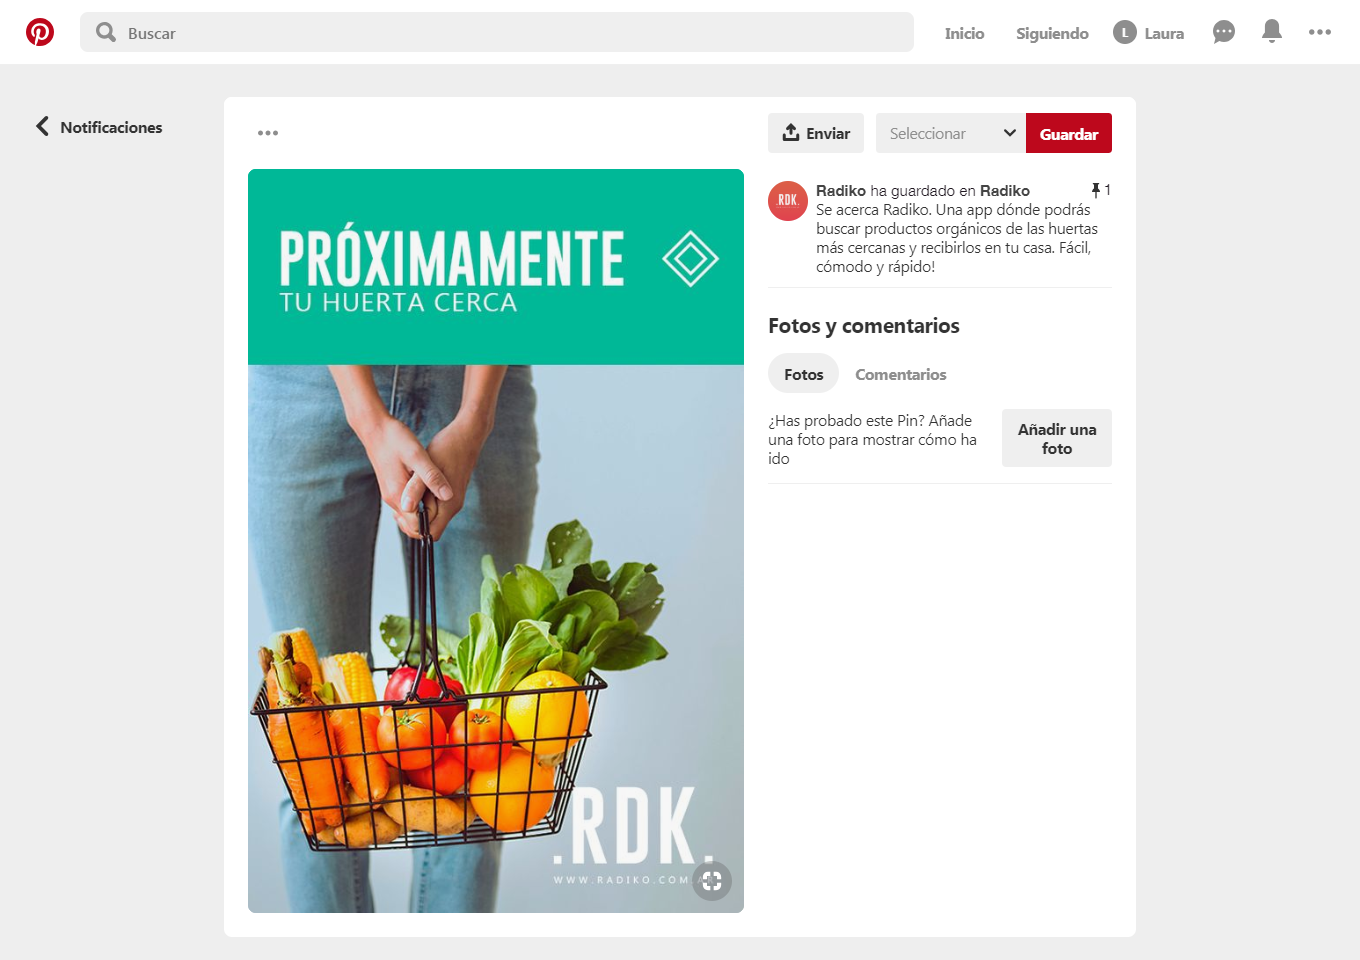 Buscar
Inicio
Siguiendo
L
Laura
Notificaciones
Enviar
Seleccionar
Guardar
PRÓXIMAMENTE
TU HUERTA CERCA
.RDK.
WWW.RADIKO.COM
.RDK.
Radiko ha guardado en Radiko
1
Se acerca Radiko. Una app dónde podrás
buscar productos orgánicos de las huertas
más cercanas y recibirlos en tu casa. Fácil,
cómodo y rápido!
Fotos y comentarios
Fotos
Comentarios
¿Has probado este Pin? Añade
una foto para mostrar cómo ha
ido
Añadir una
foto